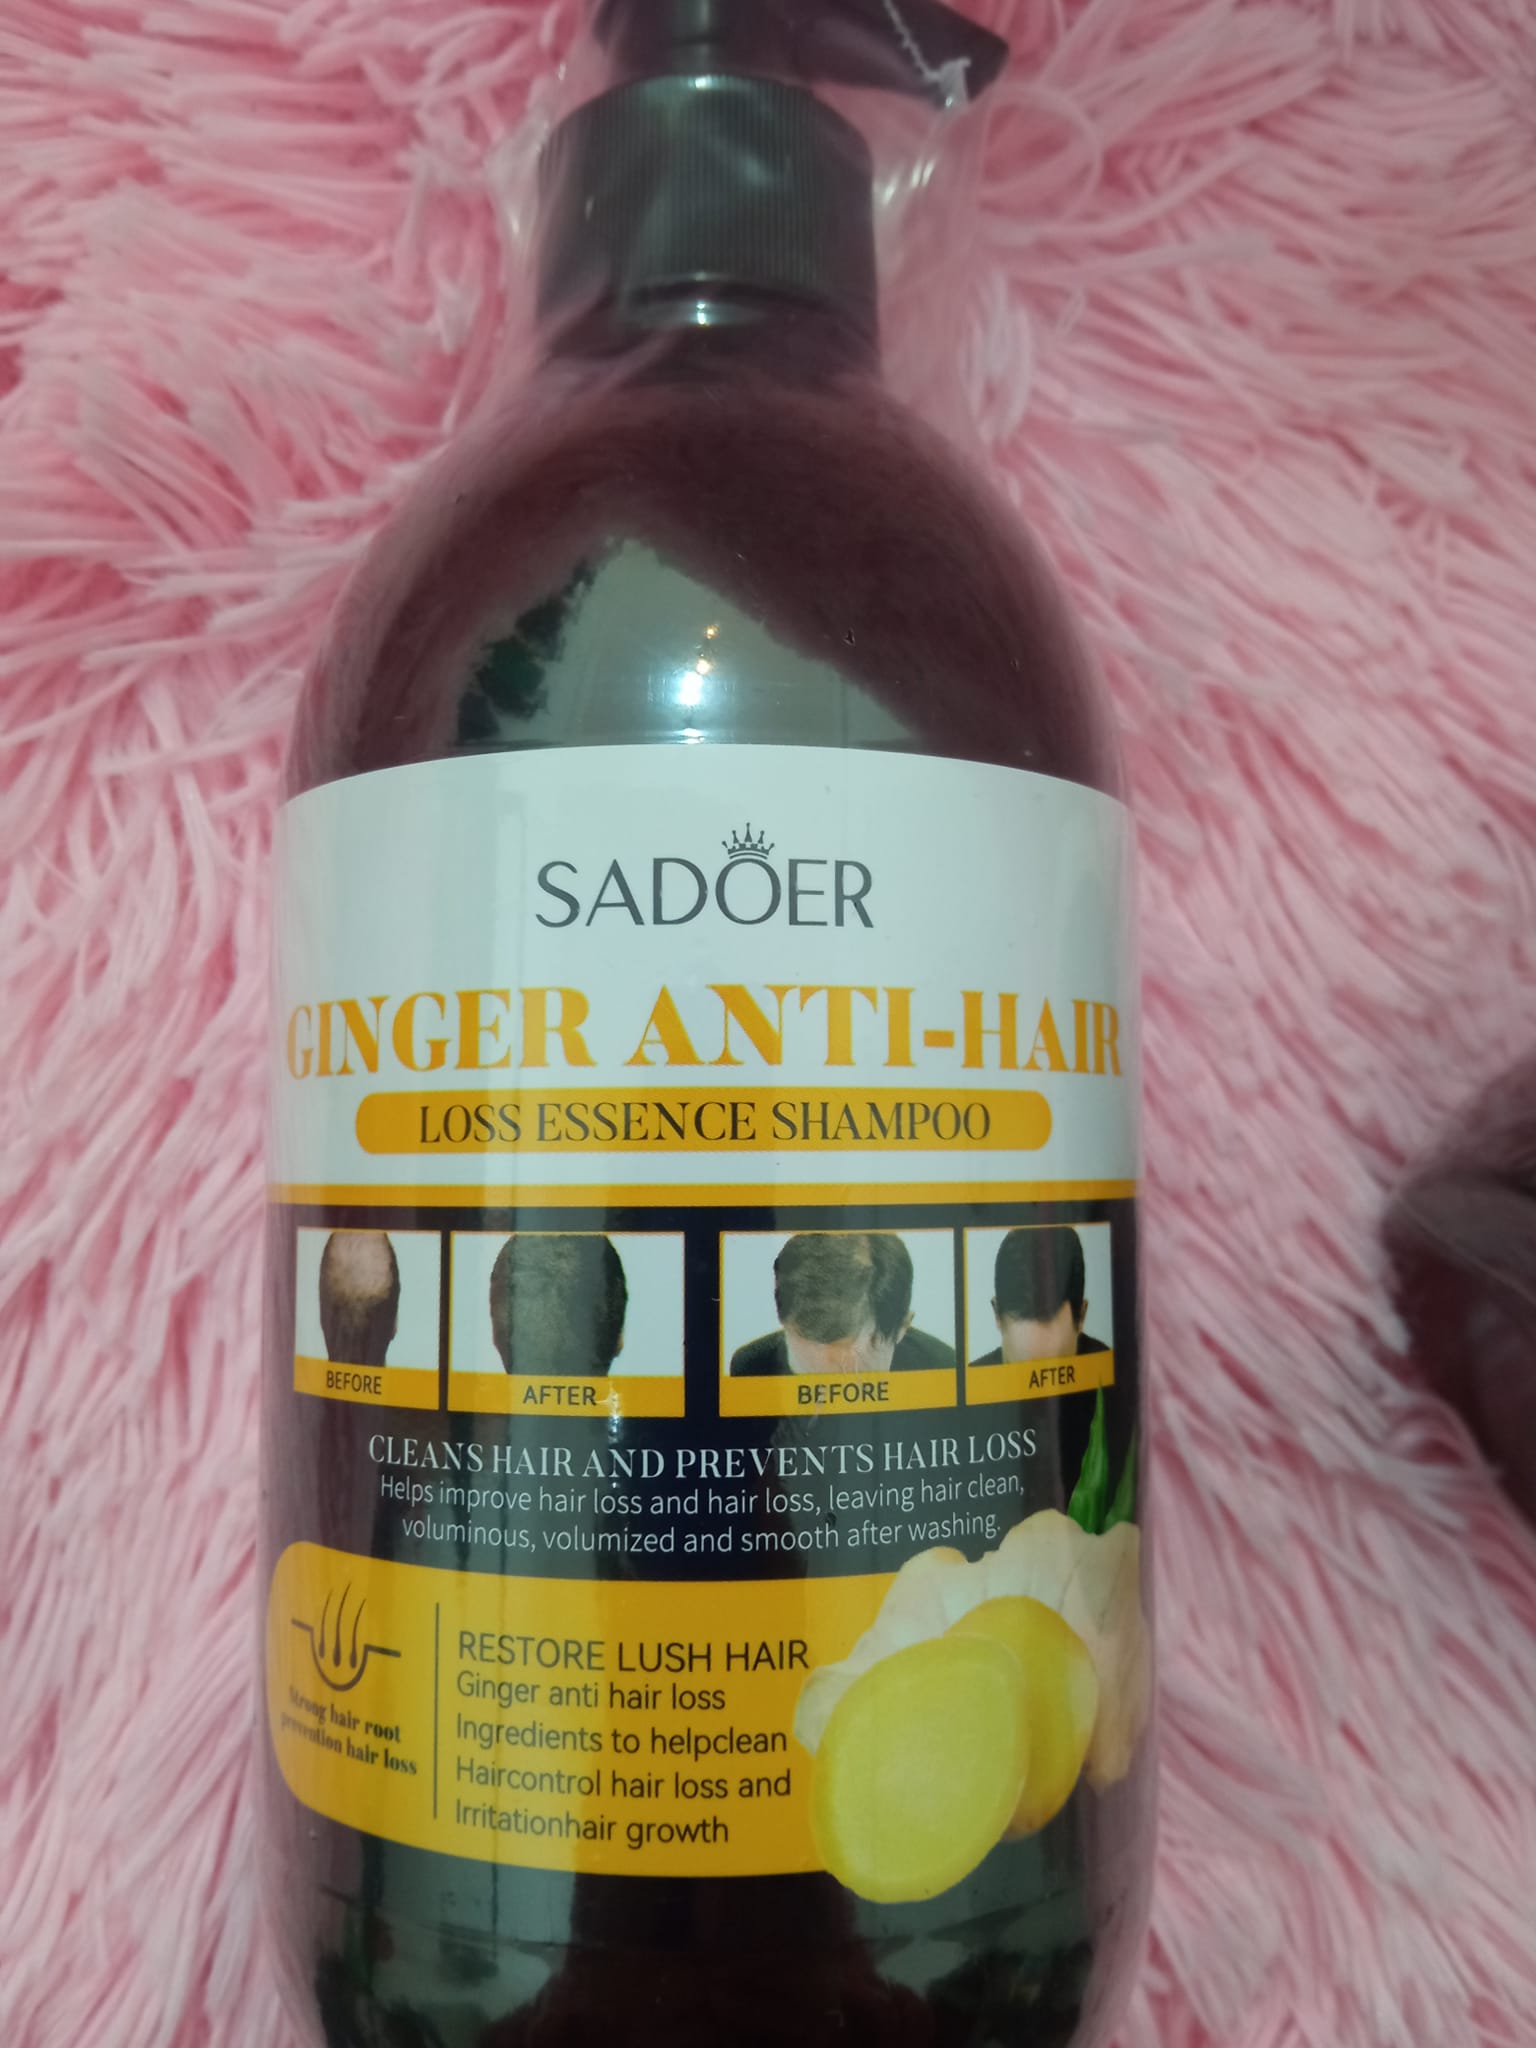 SADOER
GINGER ANTI-HAIR
LOSS ESSENCE SHAMPOO
BEFORE
AFTER
BEFORE
AFTER
CLEANS HAIR AND PREVENTS HAIR LOSS
Helps improve hair loss and hair loss, leaving hair clean,
voluminous, volumized and smooth after washing.
Strong hair root
prevention hair loss
RESTORE LUSH HAIR
Ginger anti hair loss
Ingredients to helpclean
Haircontrol hair loss and
Irritationhair growth